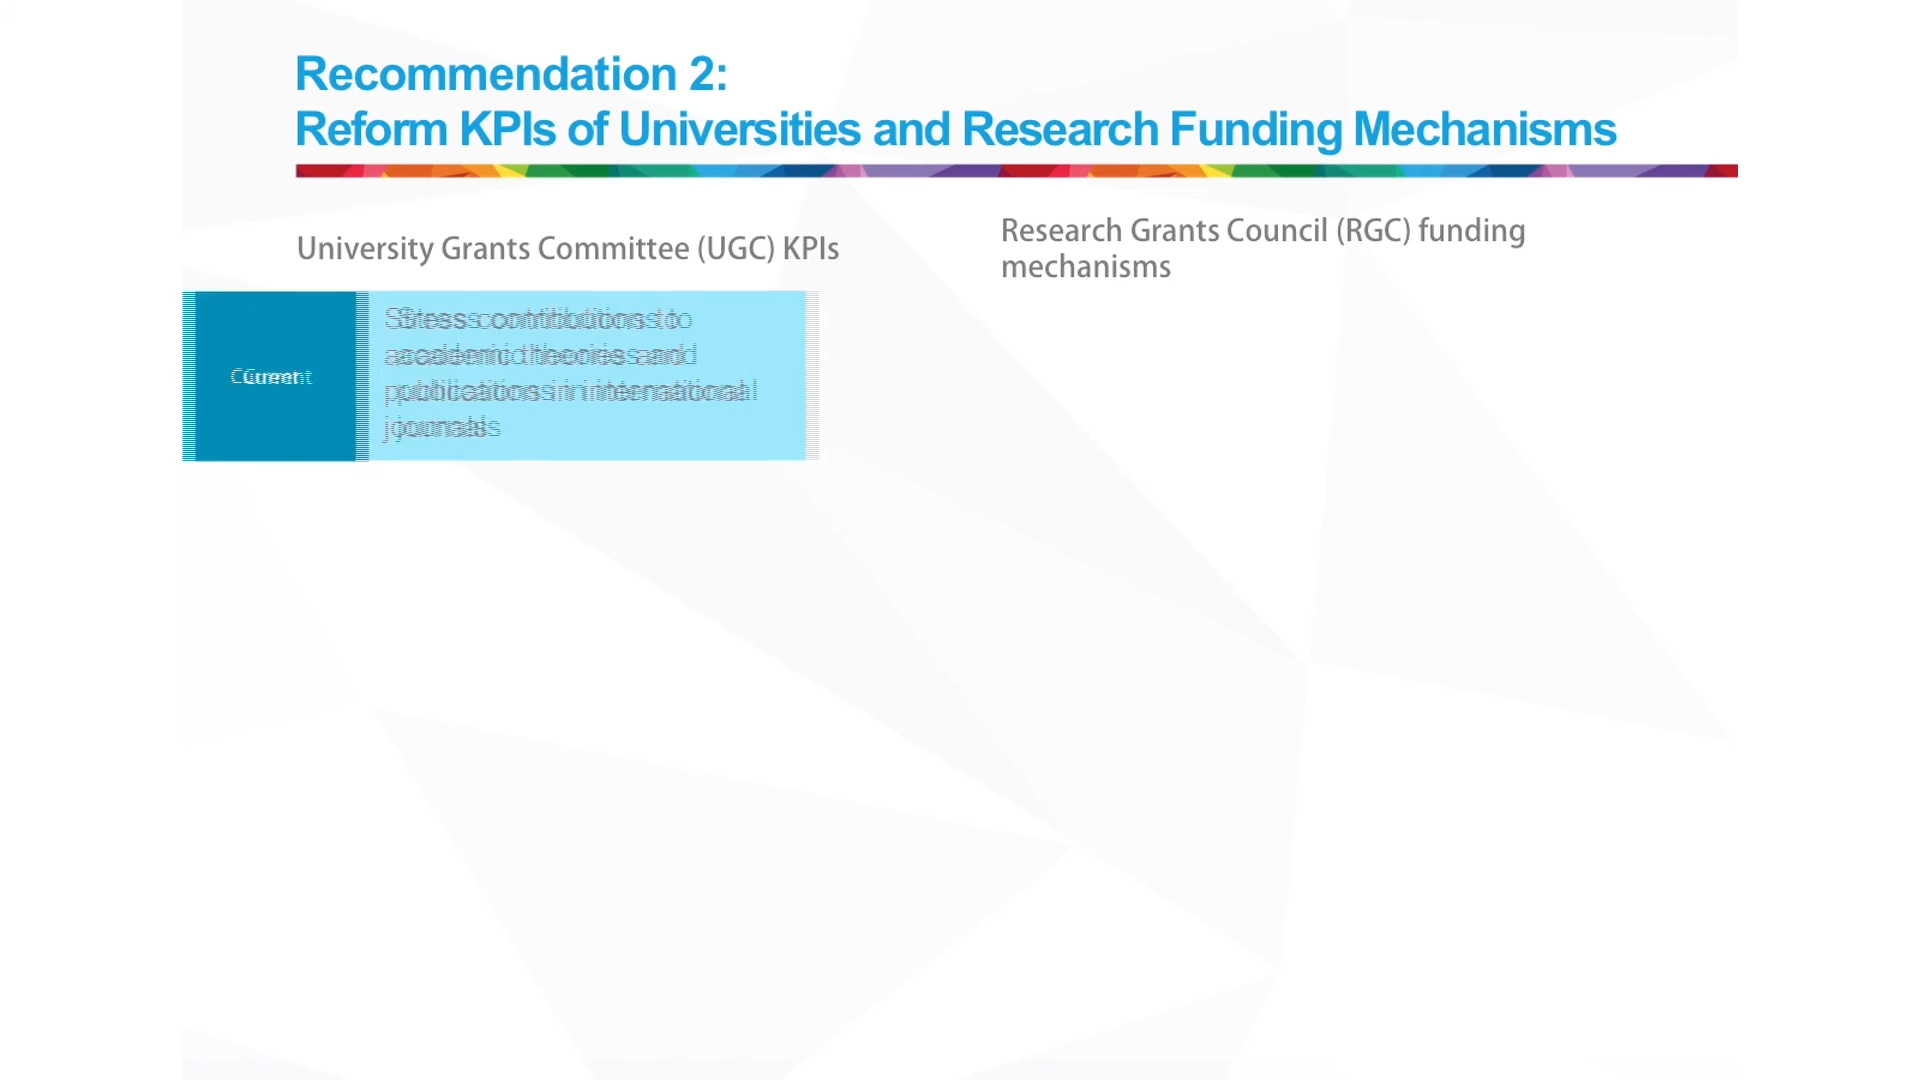 Recommendation 2:
Reform KPIs of Universities and Research Funding Mechanisms
University Grants Committee (UGC) KPIs
Research Grants Council (RGC) funding
mechanisms
Current
Stress contributions to
academic theories and
publications in international
journals